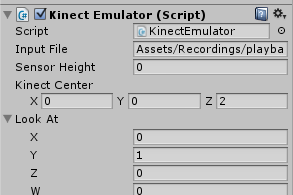 Kinect Emulator (Script)
Script KinectEmulator
Input File Assets/Recordings/playba
Sensor Height 0
Kinect Center
X 0 Y 0 Z 2
Look At
X 0
Y 1
Z 0
W 0